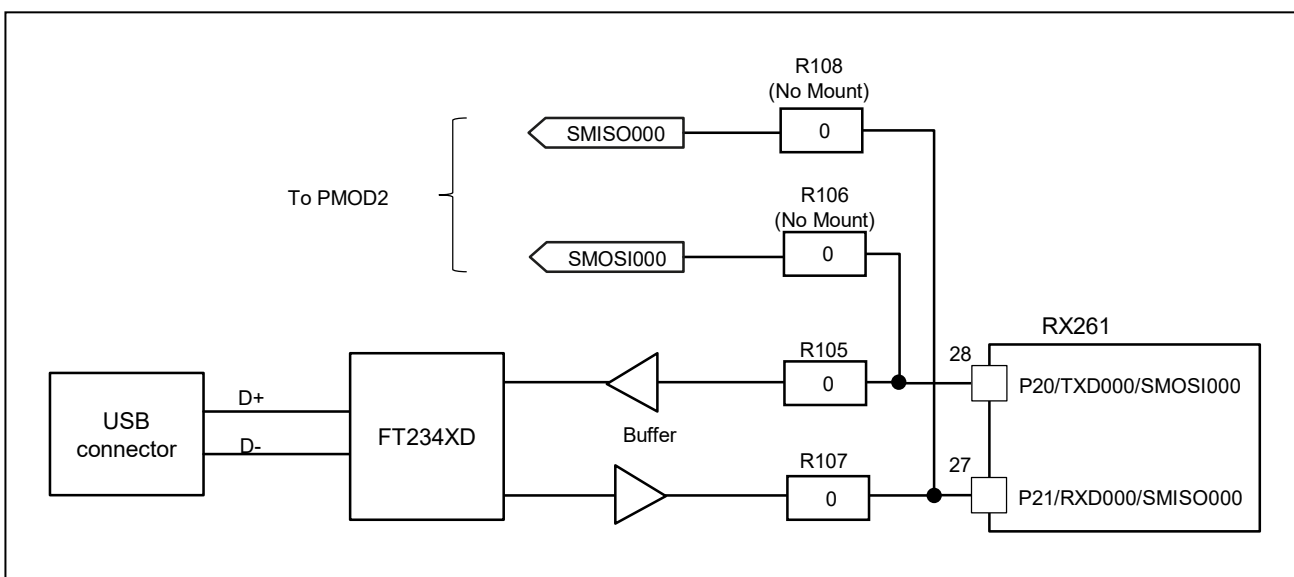 R108
(No Mount)
0
SMISO000
To PMOD2
R106
(No Mount)
0
SMOSI000
RX261
R105
28
0
P20/TXD000/SMOSI000
D+
USB
connector
D-
FT234XD
Buffer
R107
27
0
P21/RXD000/SMISO000